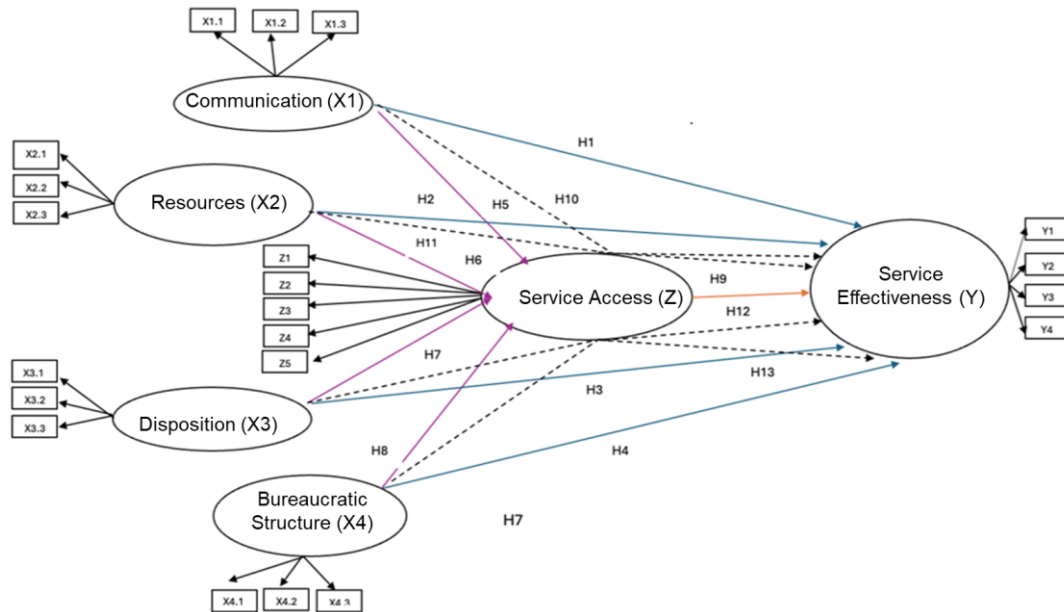 X1.1
X1.2
X1.3
Communication (X1)
H1
X2.1
X2.2
X2.3
Resources (X2)
H2
H5
H10
H11
H6
Z1
Z2
Z3
Z4
Z5
Service Access (Z)
H9
H12
Service
Effectiveness (Y)
Y1
Y2
Y3
Y4
X3.1
X3.2
X3.3
Disposition (X3)
H7
H13
H3
H8
H4
Bureaucratic
Structure (X4)
H7
X4.1
X4.2
X4.3